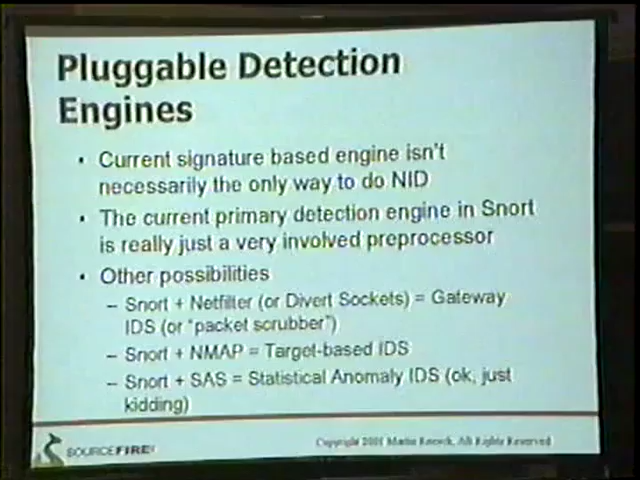 Pluggable Detection
Engines
• Current signature based engine isn't
necessarily the only way to do NID
• The current primary detection engine in Snort
is really just a very involved preprocessor
• Other possibilities
– Snort + Netfilter (or Divert Sockets) = Gateway
IDS (or "packet scrubber")
– Snort + NMAP = Target-based IDS
– Snort + SAS = Statistical Anomaly IDS (ok, just
kidding)
SOURCEFIRE
Copyright 2001 Martin Roesch, All Rights Reserved